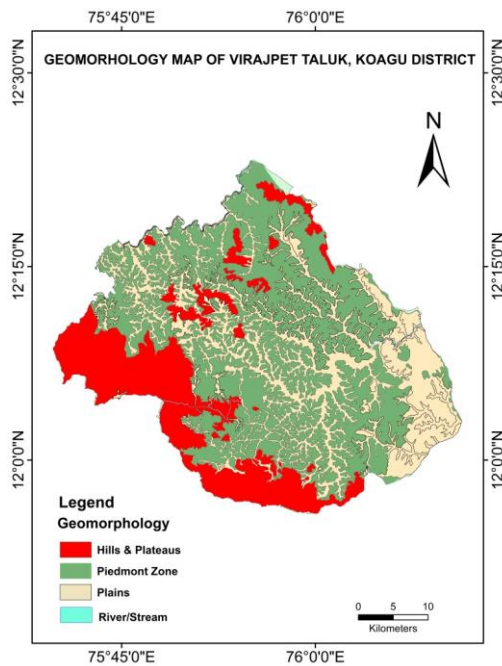 75°45'0"E 76°0'0"E
GEOMORHOLOGY MAP OF VIRAJPET TALUK, KOAGU DISTRICT
12°30'0"N 12°30'0"N
N
12°15'0"N 12°15'0"N
12°0'0"N 12°0'0"N
Legend
Geomorphology
Hills & Plateaus
Piedmont Zone
Plains
River/Stream
0 5 10
Kilometers
75°45'0"E 76°0'0"E